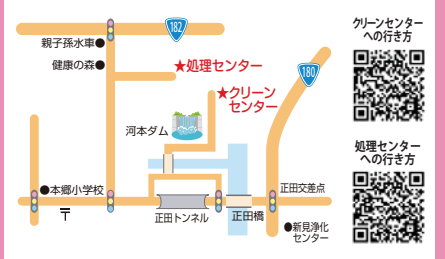 182
親子孫水車●
健康の森●
★処理センター
180
★クリーン
センター
河本ダム
●本郷小学校
〒
正田トンネル
正田橋
正田交差点
●新見浄化
センター
クリーンセンター
への行き方
処理センター
への行き方